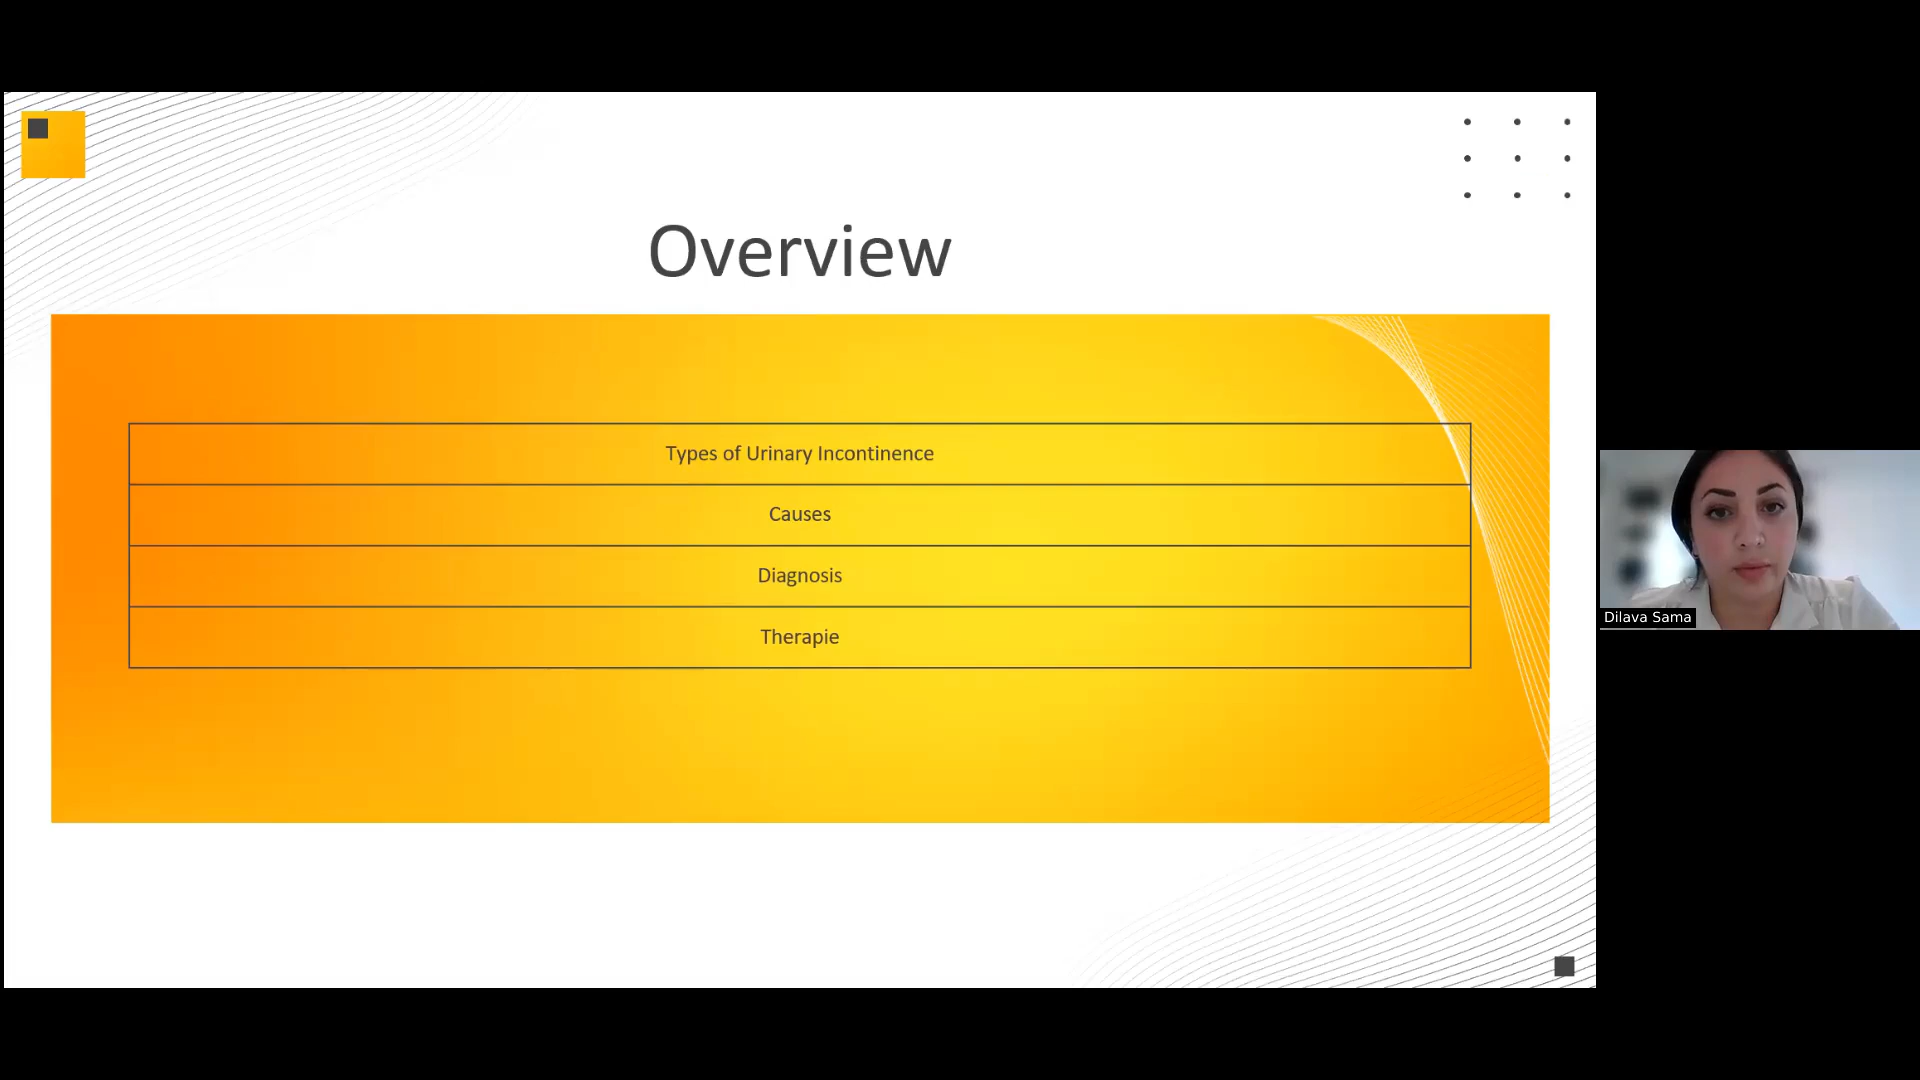 Overview
Types of Urinary Incontinence
Causes
Diagnosis
Therapie
Dilava Sama